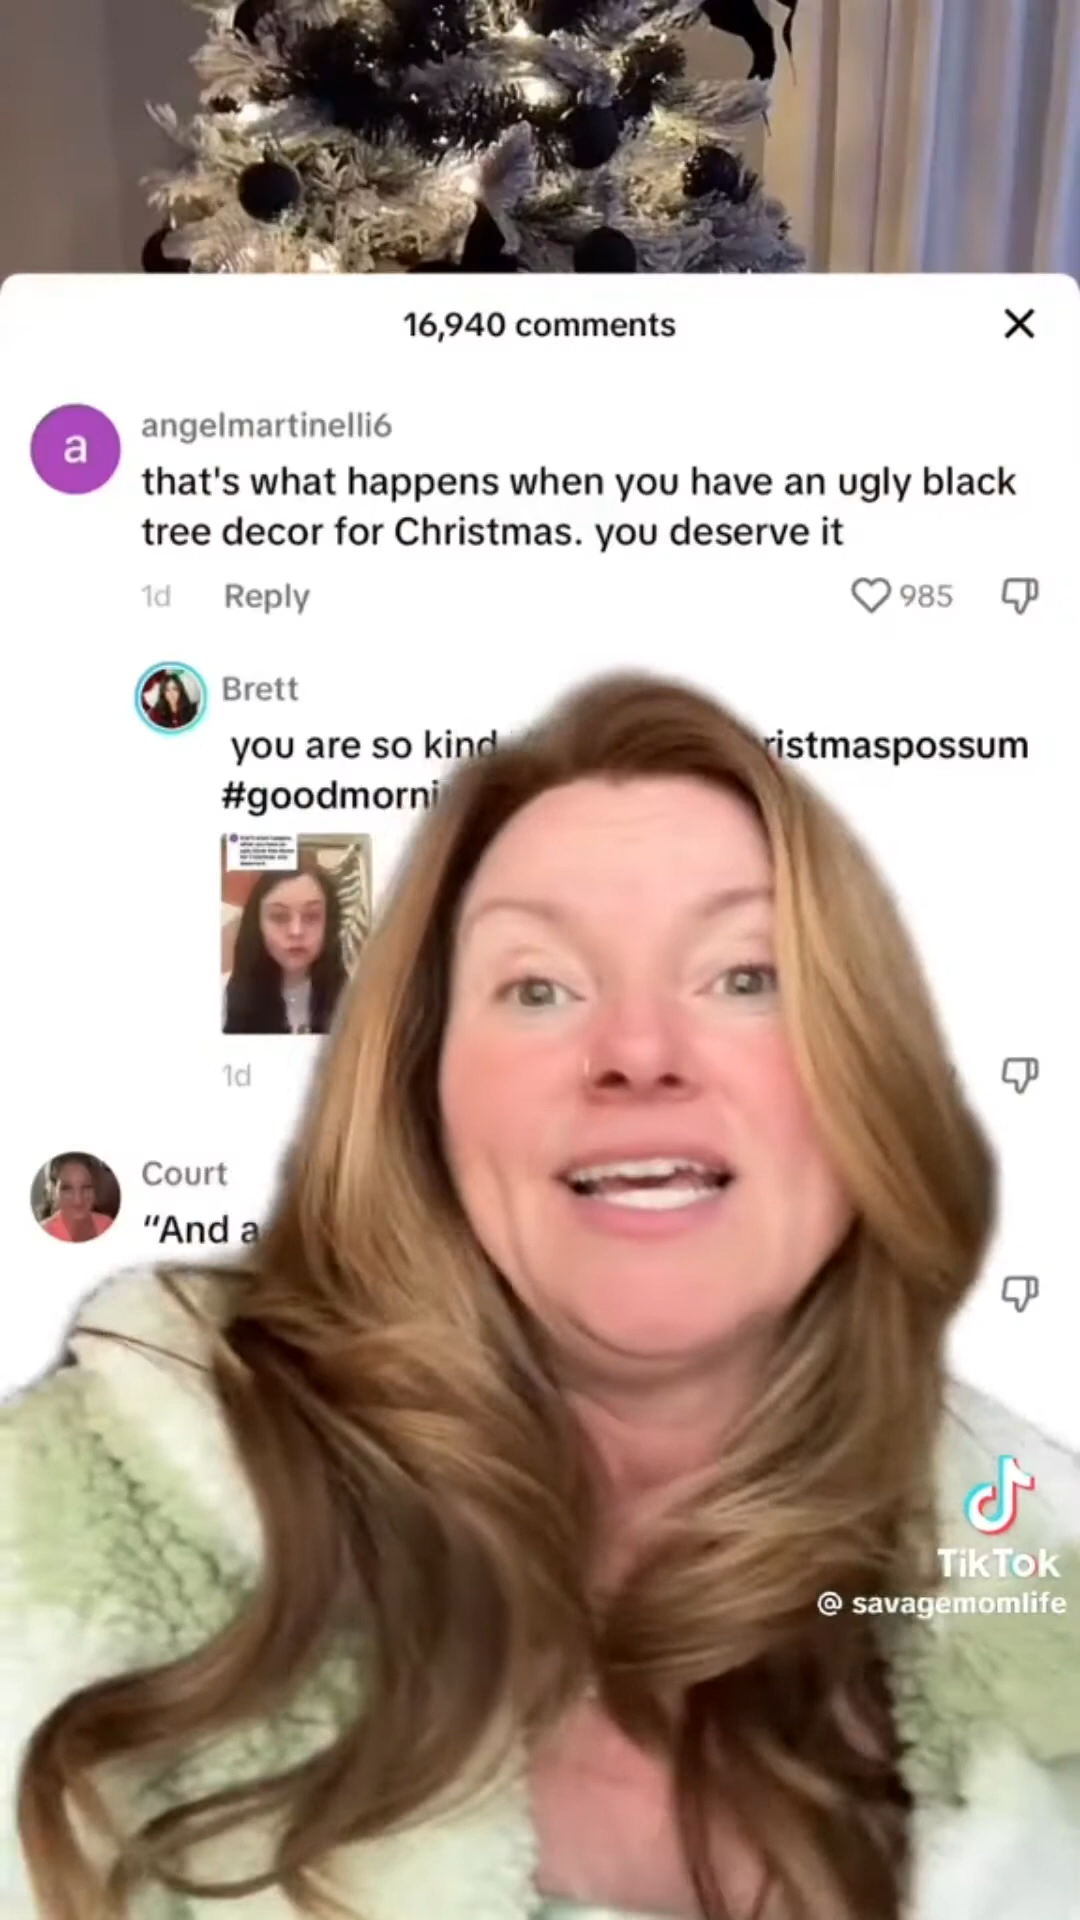 16,940 comments
a
angelmartinelli6
that's what happens when you have an ugly black
tree decor for Christmas. you deserve it
1d Reply 985
Brett
you are so kind ristmaspossum
#goodmorni
1d
Court
"And a
TikTok
@ savagemomlife